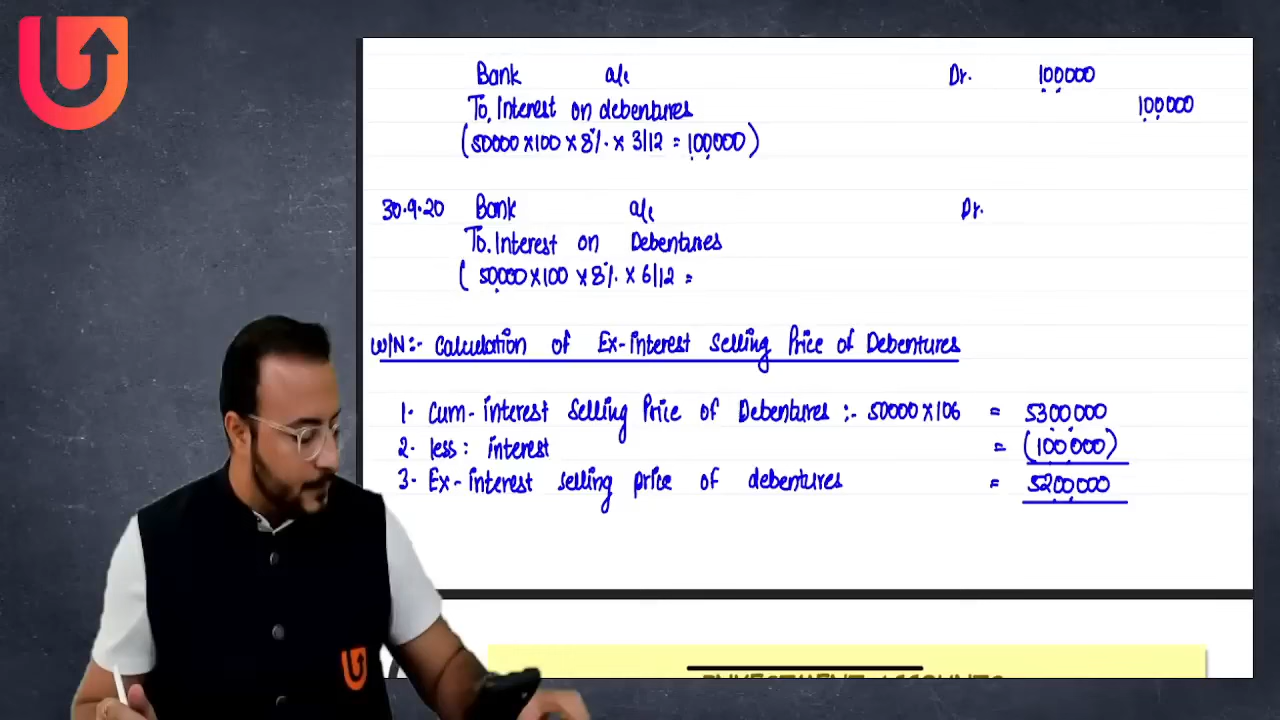 Bank a/c Dr. 100000
To, Interest on debentures 100000
(50000 x 100 x 8% x 3/12 = 100000)
30.9.20 Bank a/c Dr.
To. Interest on Debentures
( 50000 x 100 x 8% x 6/12 =
W/N:- Calculation of Ex-interest Selling Price of Debentures
1. Cum-interest Selling Price of Debentures :- 50000 x 106 = 5300000
2. less: interest = (100000)
3. Ex-interest selling price of debentures = 5200000
INVESTMENT ACCOUNTS